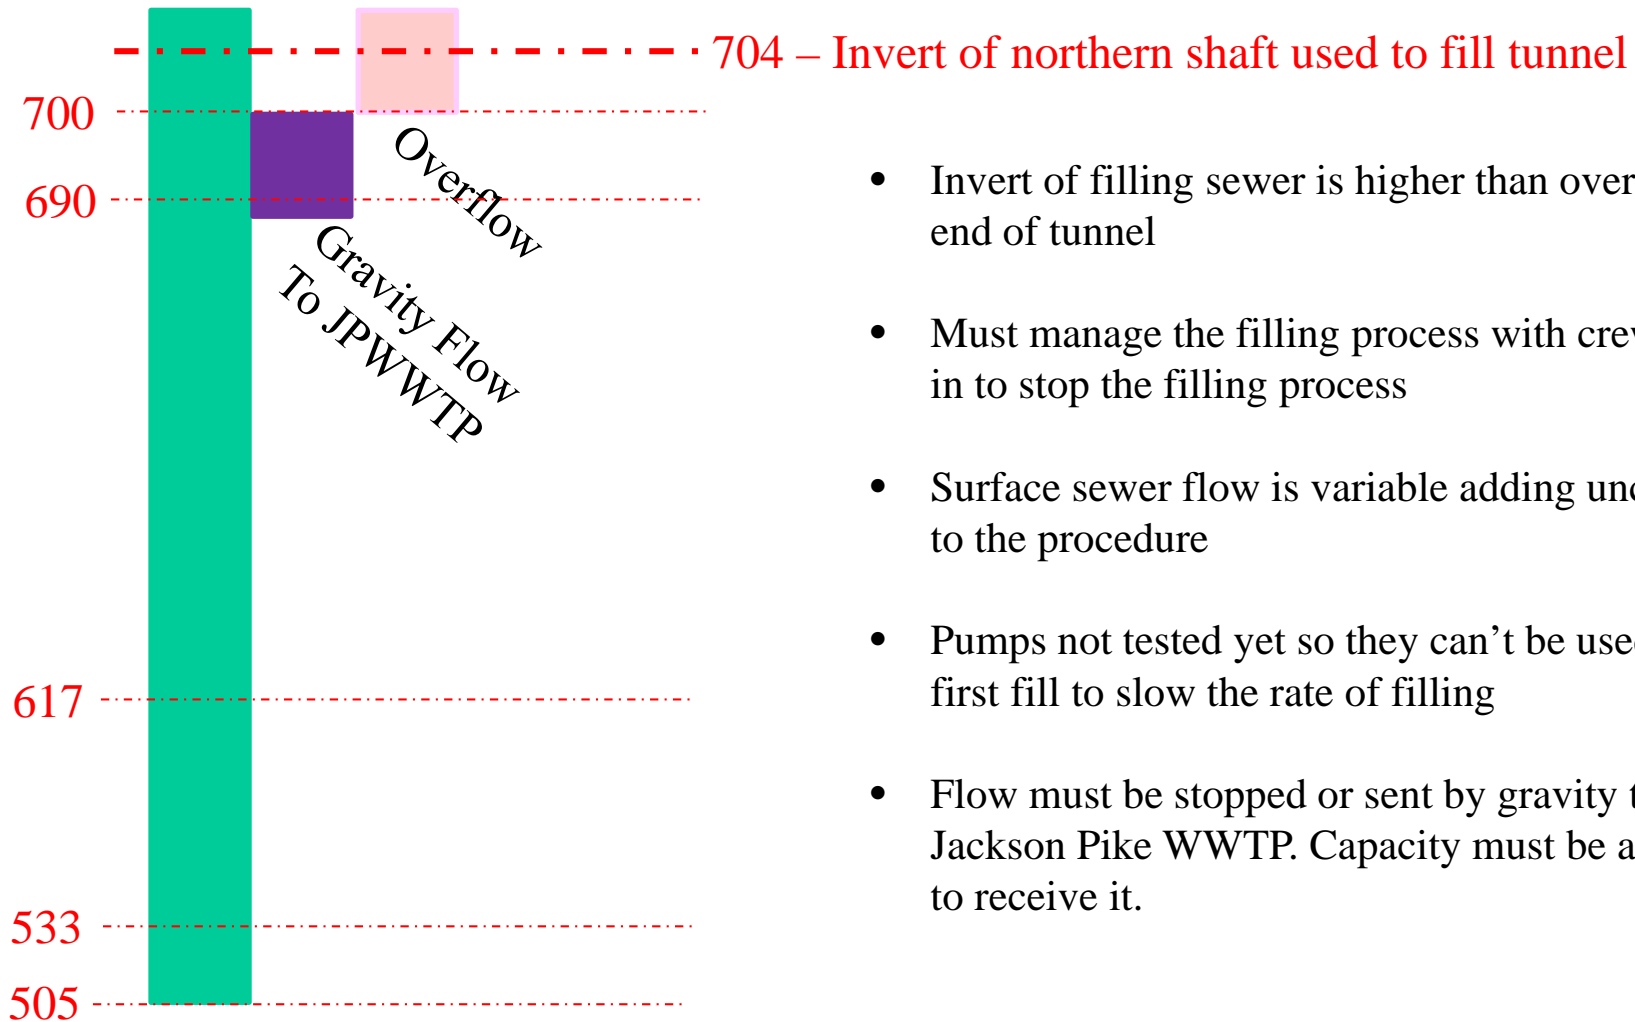 704 – Invert of northern shaft used to fill tunnel
700
690
Overflow
Gravity Flow
To JPWWTP
617
533
505
• Invert of filling sewer is higher than over
end of tunnel
• Must manage the filling process with crew
in to stop the filling process
• Surface sewer flow is variable adding unc
to the procedure
• Pumps not tested yet so they can’t be used
first fill to slow the rate of filling
• Flow must be stopped or sent by gravity t
Jackson Pike WWTP. Capacity must be a
to receive it.